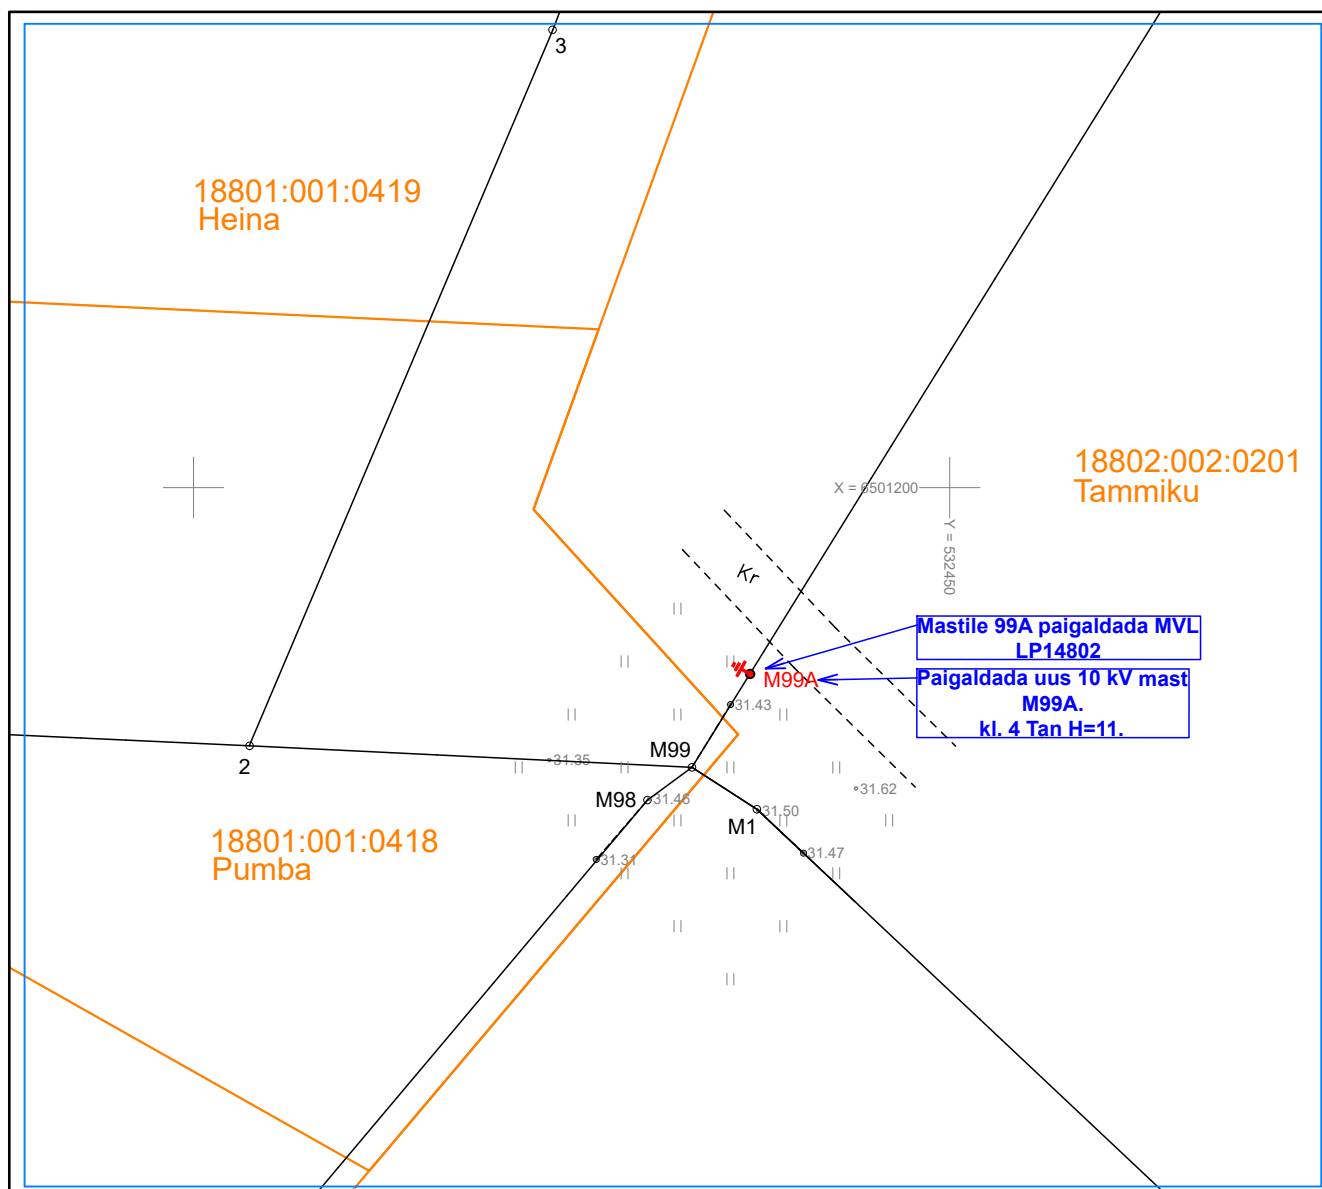 3
18801:001:0419
Heina
18802:002:0201
Tammiku
X = 6501200
Y = 532450
Kr
Mastile 99A paigaldada MVL
LP14802
M99A
Paigaldada uus 10 kV mast
M99A.
kl. 4 Tan H=11.
31.43
M99
2
31.35
31.62
M98
31.46
31.50
M1
18801:001:0418
Pumba
31.31
31.47